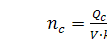 n_c = Q_c / V·